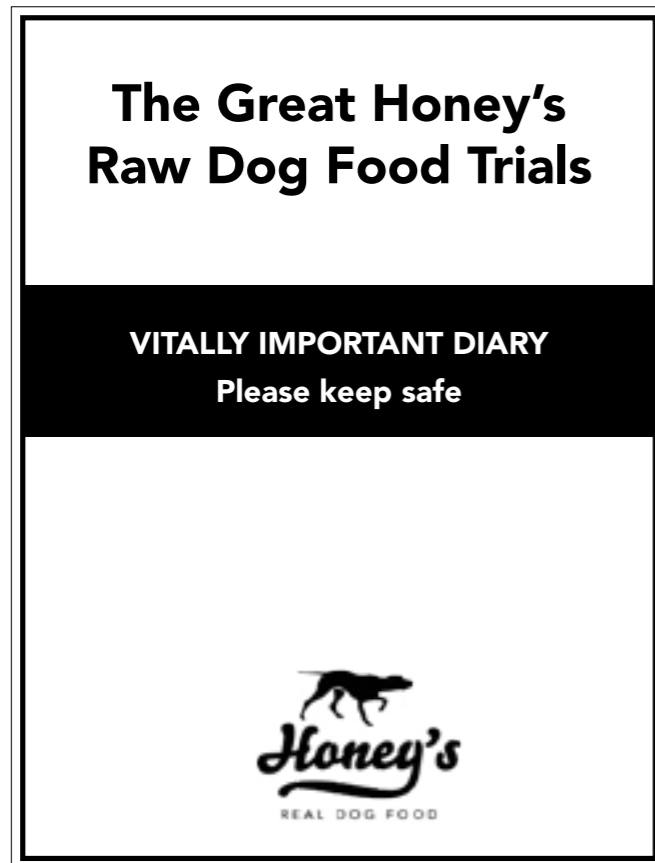 The Great Honey’s
Raw Dog Food Trials
VITALLY IMPORTANT DIARY
Please keep safe
Honey’s
REAL DOG FOOD